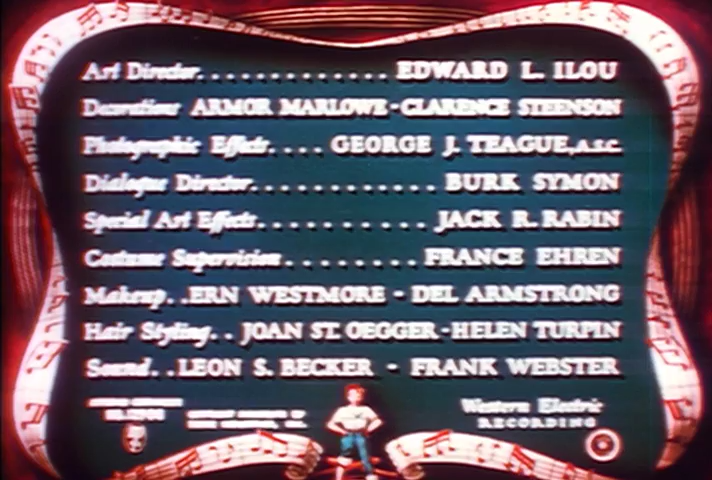 Art Director.............. EDWARD L. ILOU
Decorations ARMOR MARLOWE - CLARENCE STEENSON
Photographic Effects.... GEORGE J. TEAGUE, A.S.C.
Dialogue Director............. BURK SYMON
Special Art Effects............ JACK R. RABIN
Costume Supervision........ FRANCE EHREN
Makeup..ERN WESTMORE - DEL ARMSTRONG
Hair Styling.. JOAN ST. OEGGER - HELEN TURPIN
Sound..LEON S. BECKER - FRANK WEBSTER
Western Electric
RECORDING